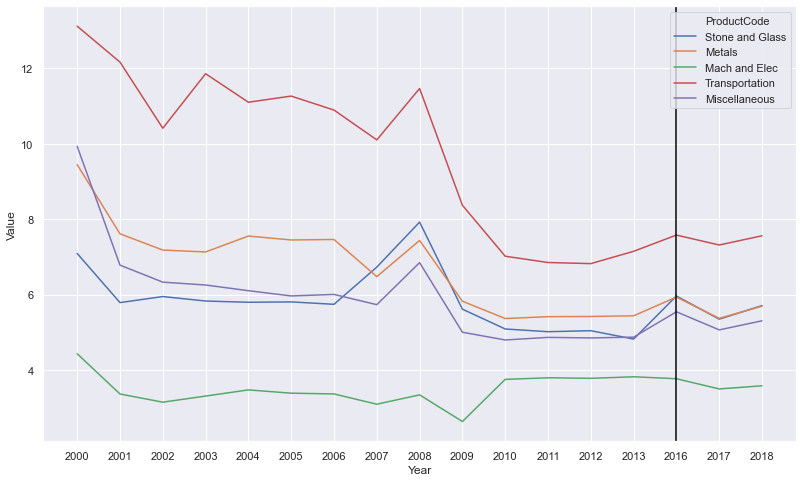 ProductCode
Stone and Glass
Metals
Mach and Elec
Transportation
Miscellaneous
Value
12
10
8
6
4
2000 2001 2002 2003 2004 2005 2006 2007 2008 2009 2010 2011 2012 2013 2016 2017 2018
Year